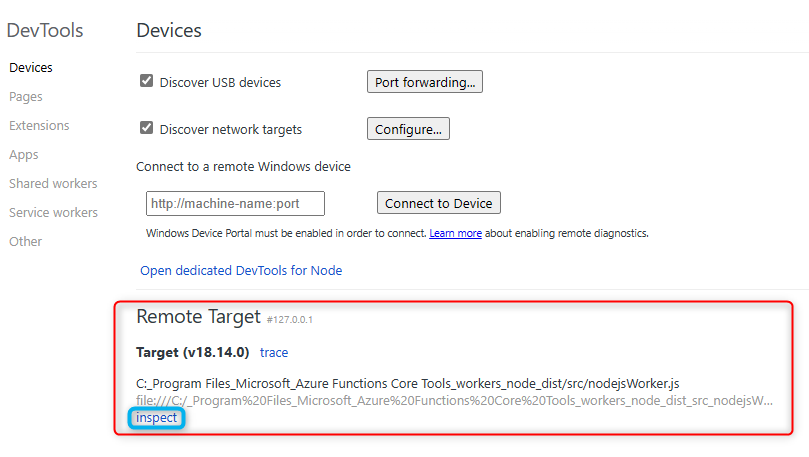 DevTools
Devices
Pages
Extensions
Apps
Shared workers
Service workers
Other
Devices
Discover USB devices
Port forwarding...
Discover network targets
Configure...
Connect to a remote Windows device
http://machine-name:port
Connect to Device
Windows Device Portal must be enabled in order to connect. Learn more about enabling remote diagnostics.
Open dedicated DevTools for Node
Remote Target #127.0.0.1
Target (v18.14.0) trace
C:_Program Files_Microsoft_Azure Functions Core Tools_workers_node_dist/src/nodejsWorker.js
file:///C:/_Program%20Files_Microsoft_Azure%20Functions%20Core%20Tools_workers_node_dist_src_nodejsW...
inspect